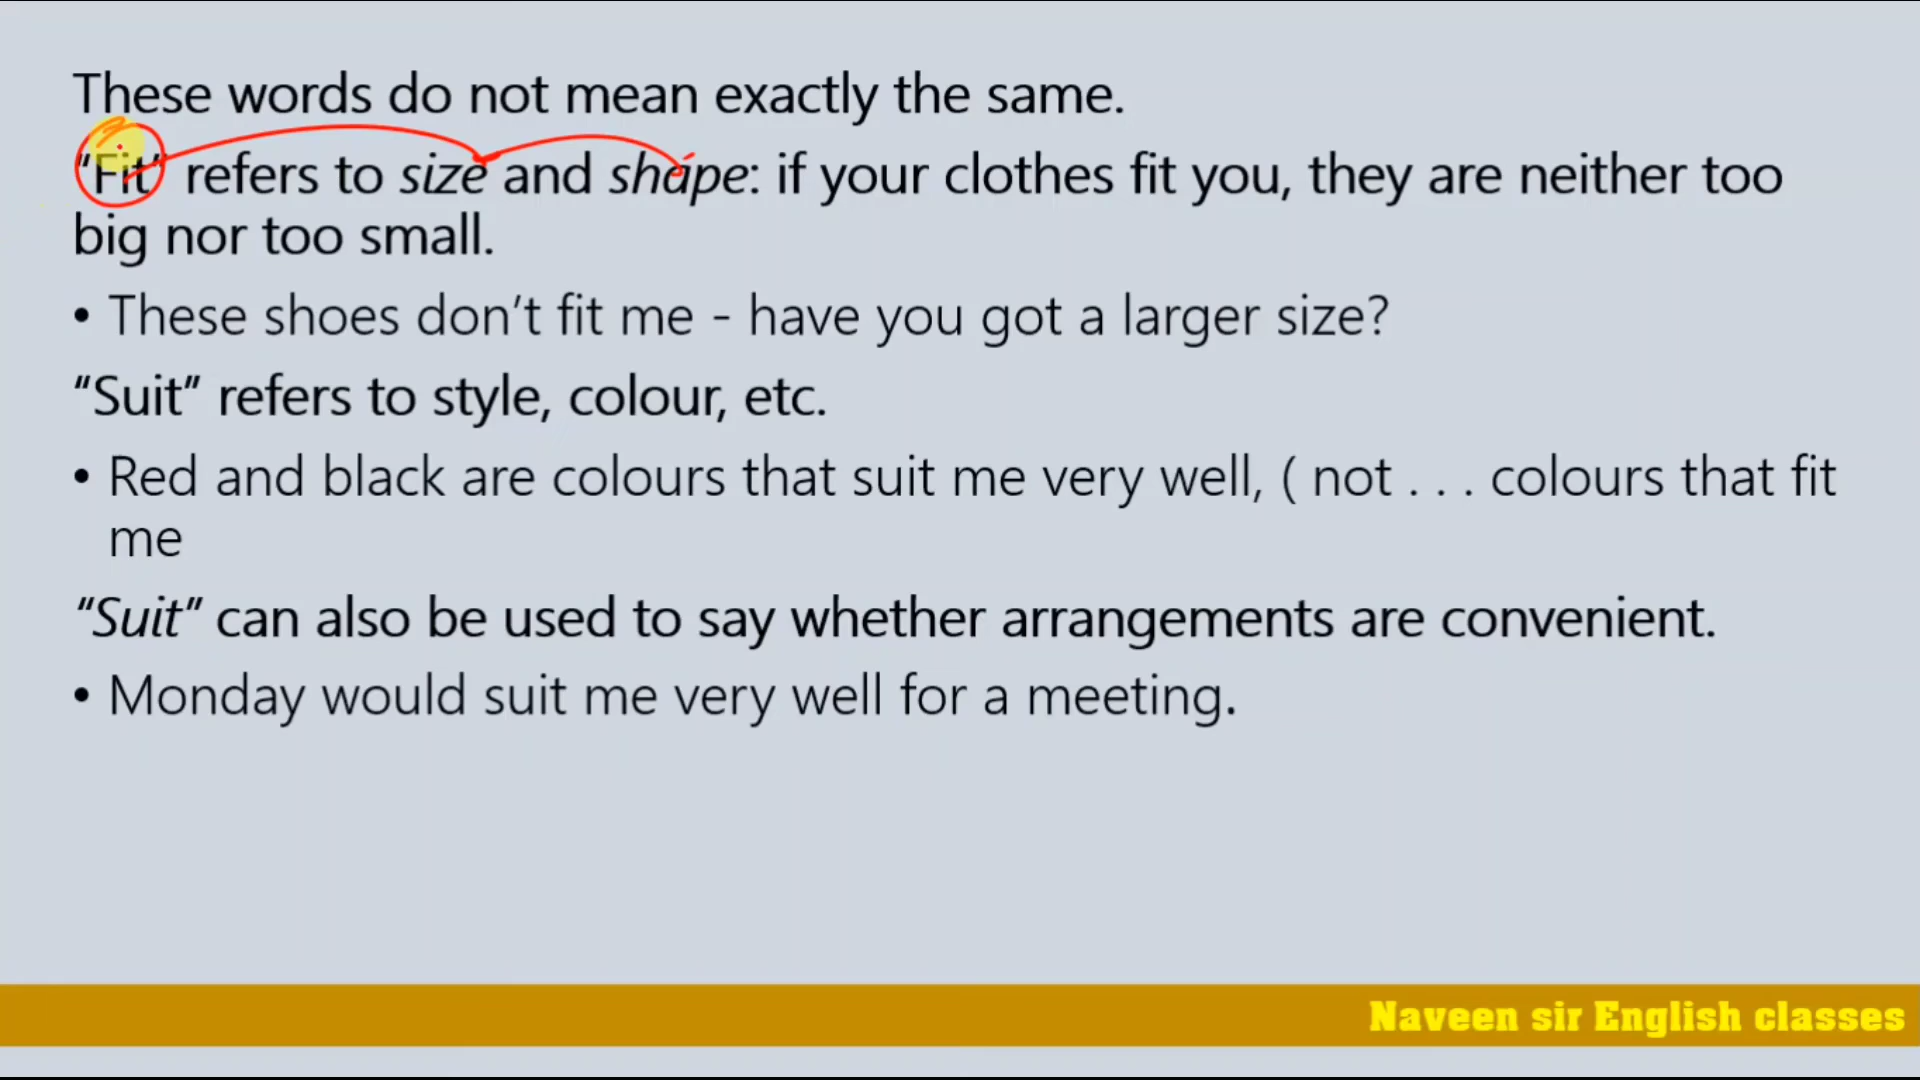 These words do not mean exactly the same.
“Fit” refers to size and shape: if your clothes fit you, they are neither too
big nor too small.
• These shoes don’t fit me - have you got a larger size?
“Suit” refers to style, colour, etc.
• Red and black are colours that suit me very well, ( not . . . colours that fit
me
“Suit” can also be used to say whether arrangements are convenient.
• Monday would suit me very well for a meeting.
Naveen sir English classes